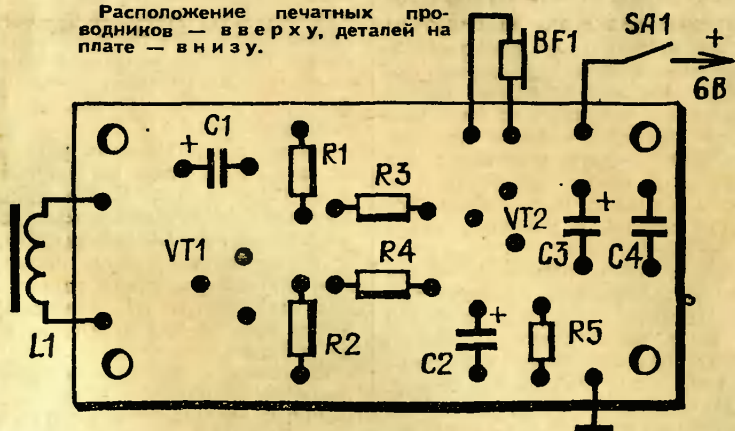 Расположение печатных про-
водников — вверху, деталей на
плате — внизу.
BF1
SA1
+
6В
+
C1
R1
R3
VT2
+
C3
C4
VT1
R4
L1
R2
C2
+
R5